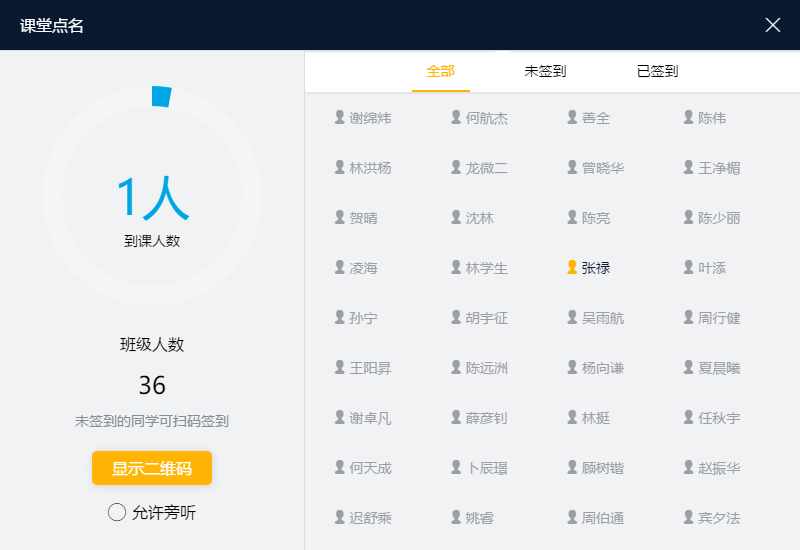 课堂点名
1人
到课人数
班级人数
36
未签到的同学可扫码签到
显示二维码
允许旁听
全部 未签到 已签到
谢绵炜 何航杰 善全 陈伟
林洪杨 龙微二 曾晓华 王净楣
贺晴 沈林 陈亮 陈少丽
凌海 林学生 张禄 叶添
孙宁 胡宇征 吴雨航 周行健
王阳昇 陈远洲 杨向谦 夏晨曦
谢卓凡 薛彦钊 林挺 任秋宇
何天成 卜辰璟 顾树锴 赵振华
迟舒乘 姚睿 周伯通 宾夕法